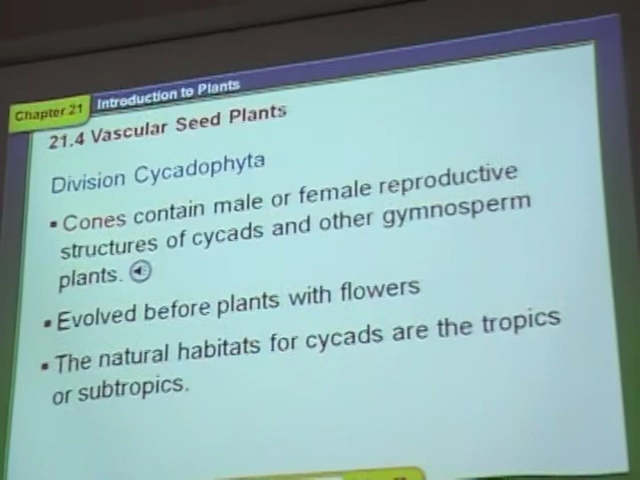 Chapter 21 Introduction to Plants
21.4 Vascular Seed Plants
Division Cycadophyta
▪ Cones contain male or female reproductive
structures of cycads and other gymnosperm
plants.
▪ Evolved before plants with flowers
▪ The natural habitats for cycads are the tropics
or subtropics.